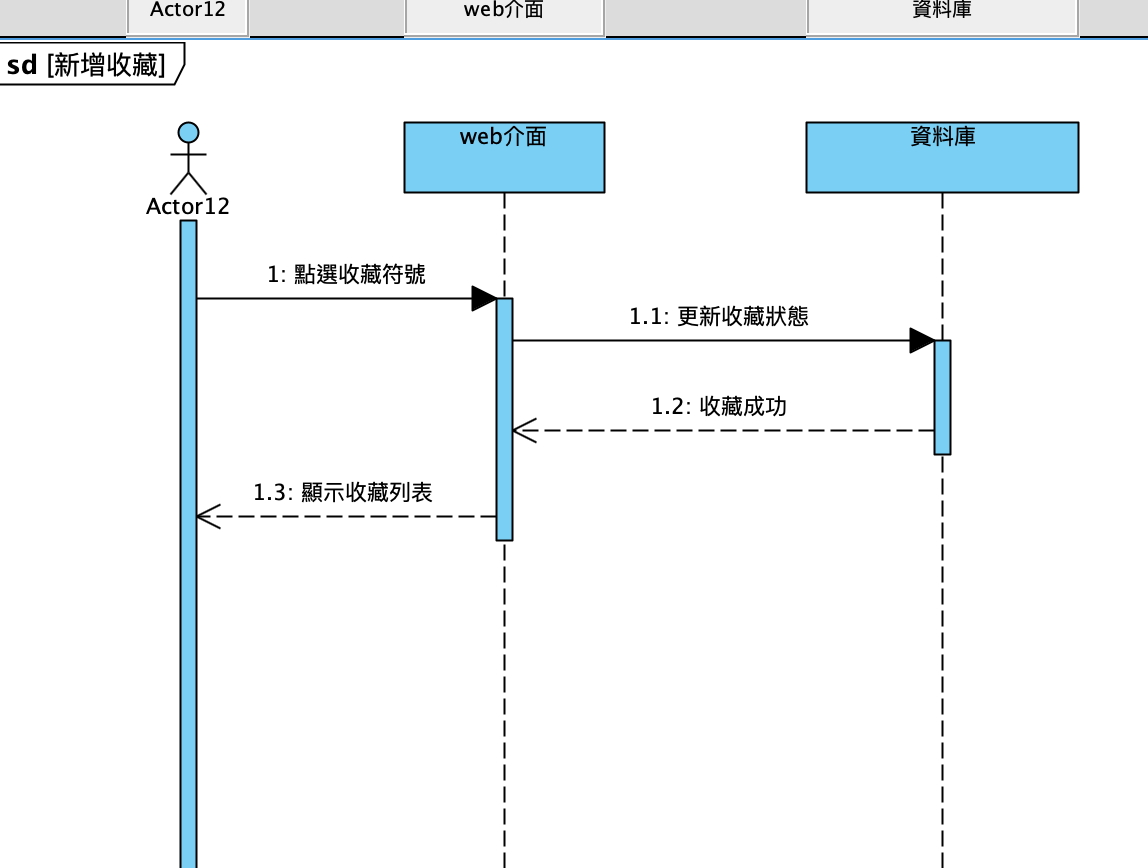 Actor12
web介面
資料庫
sd [新增收藏]
web介面
資料庫
Actor12
1: 點選收藏符號
1.1: 更新收藏狀態
1.2: 收藏成功
1.3: 顯示收藏列表